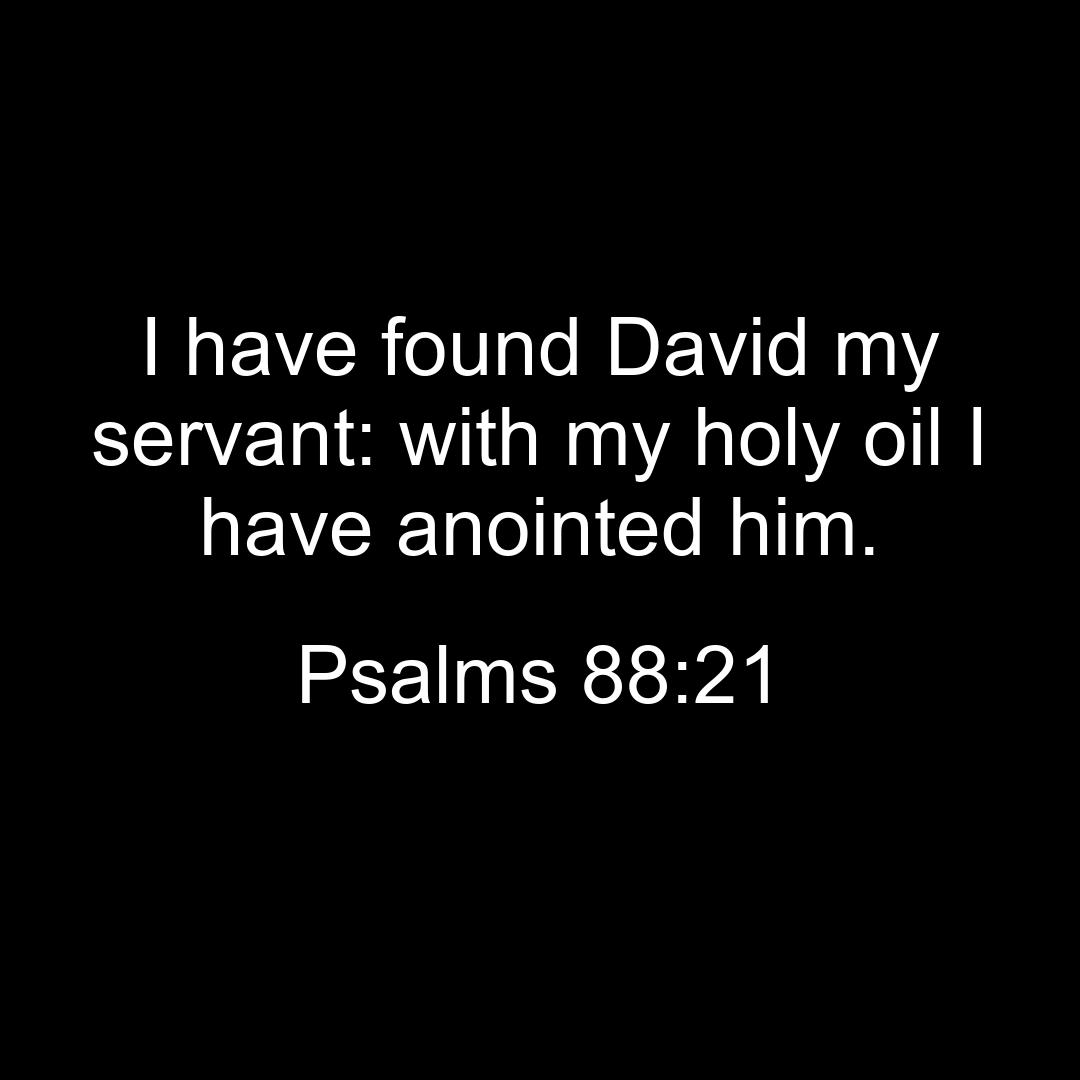 I have found David my
servant: with my holy oil I
have anointed him.
Psalms 88:21